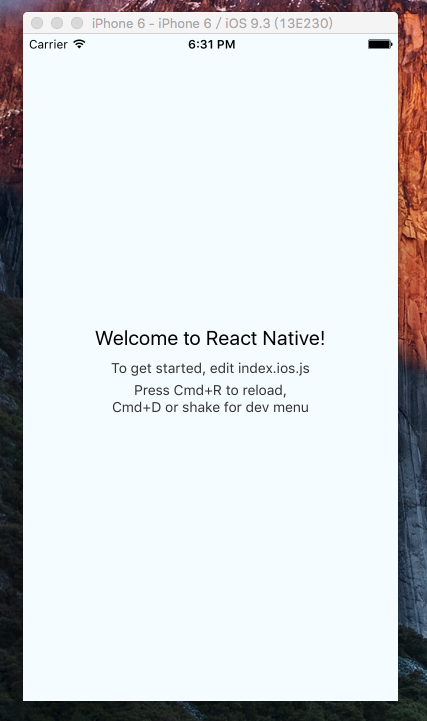 iPhone 6 - iPhone 6 / iOS 9.3 (13E230)
Carrier 6:31 PM
Welcome to React Native!
To get started, edit index.ios.js
Press Cmd+R to reload,
Cmd+D or shake for dev menu